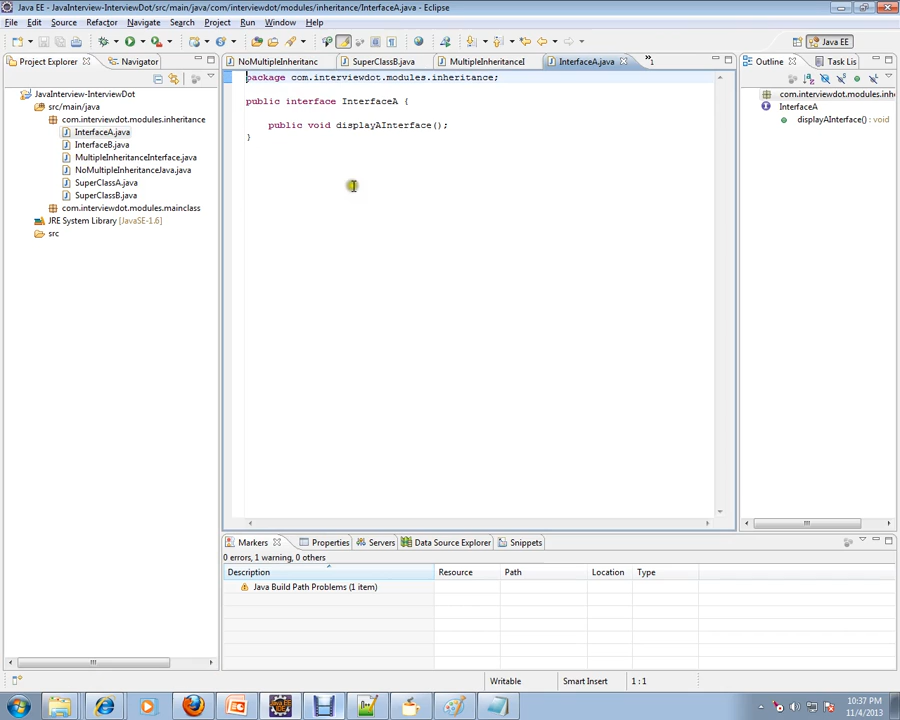 Java EE - JavaInterview-InterviewDot/src/main/java/com/interviewdot/modules/inheritance/InterfaceA.java - Eclipse
File Edit Source Refactor Navigate Search Project Run Window Help
Java EE
Project Explorer
Navigator
NoMultipleInheritanc
SuperClassB.java
MultipleInheritanceI
InterfaceA.java
»1
Outline
Task Lis
JavaInterview-InterviewDot
src/main/java
com.interviewdot.modules.inheritance
InterfaceA.java
InterfaceB.java
MultipleInheritanceInterface.java
NoMultipleInheritanceJava.java
SuperClassA.java
SuperClassB.java
com.interviewdot.modules.mainclass
JRE System Library [JavaSE-1.6]
src
package com.interviewdot.modules.inheritance;
public interface InterfaceA {
public void displayAInterface();
}
com.interviewdot.modules.inhe
InterfaceA
displayAInterface() : void
Markers
Properties
Servers
Data Source Explorer
Snippets
0 errors, 1 warning, 0 others
Description Resource Path Location Type
Java Build Path Problems (1 item)
Writable Smart Insert 1 : 1
10:37 PM
11/4/2013